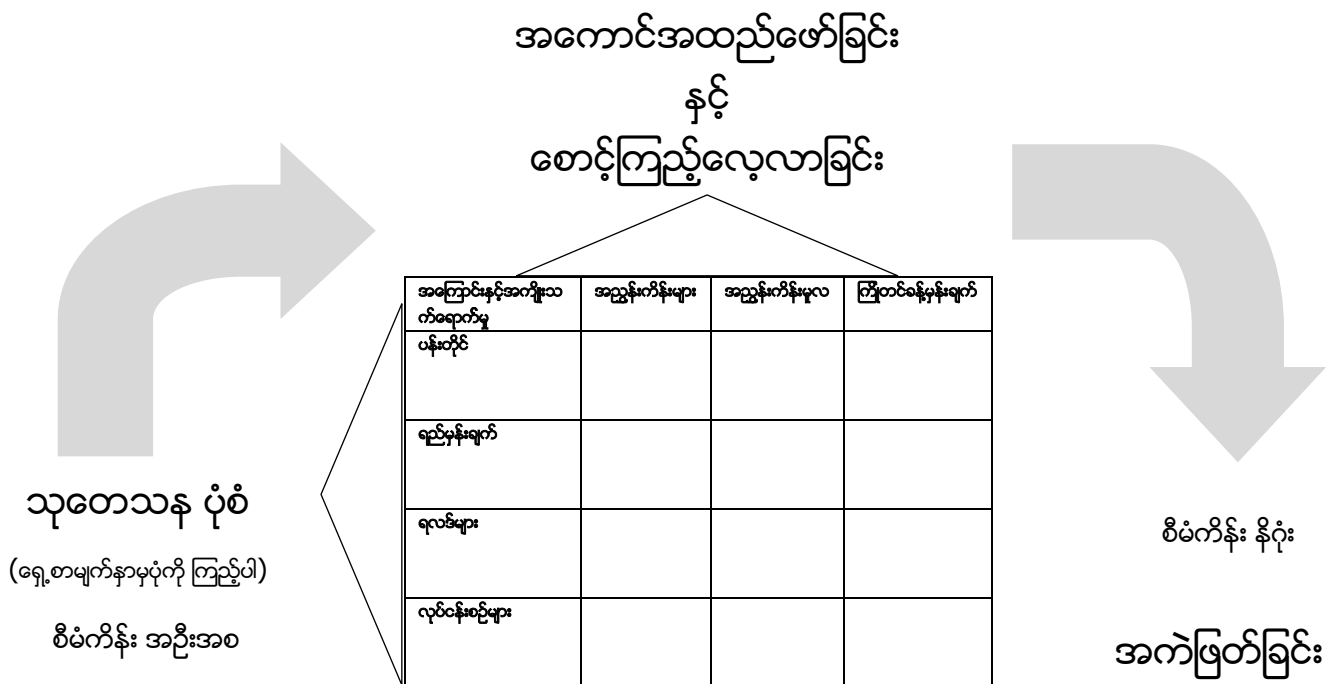 အကောင်အထည်ဖော်ခြင်း
နှင့်
စောင့်ကြည့်လေ့လာခြင်း
အကြောင်းနှင့်အကျိုးသ
က်ရောက်မှု
အညွှန်းကိန်းများ
အညွှန်းကိန်းမူလ
ကြိုတင်ခန့်မှန်းချက်
ပန်းတိုင်
ရည်မှန်းချက်
ရလဒ်များ
လုပ်ငန်းစဉ်များ
သုတေသန ပုံစံ
(ရှေ့စာမျက်နှာမှပုံကို ကြည့်ပါ)
စီမံကိန်း အဦးအစ
စီမံကိန်း နိဂုံး
အကဲဖြတ်ခြင်း